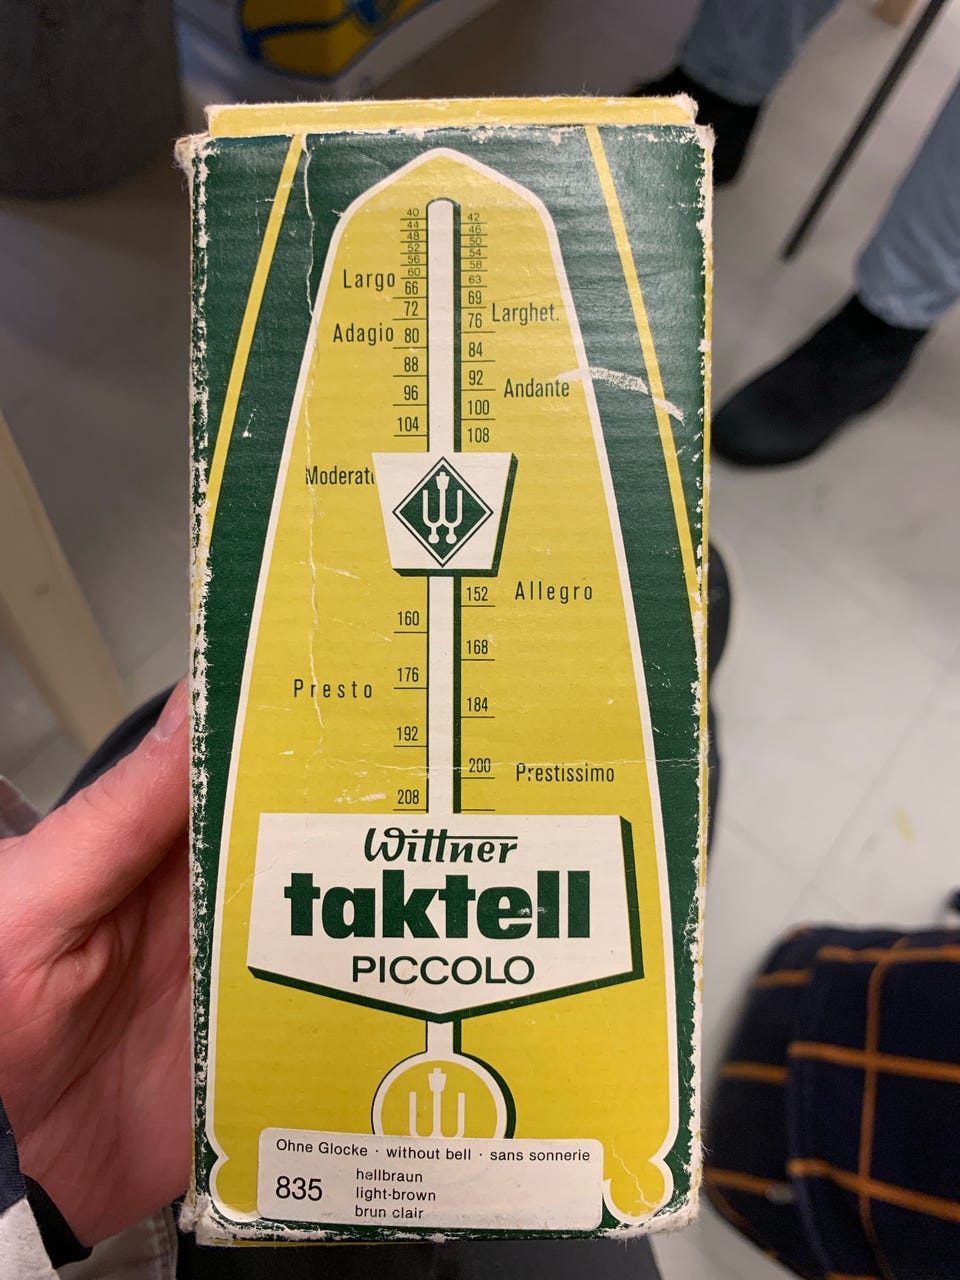 40 42
44 46
48 50
52 54
56 58
60 63
Largo 66 69
72 76 Larghet.
Adagio 80 84
88 92 Andante
96 100
104 108
Moderato
152 Allegro
160
168
Presto 176
184
192
200 Prestissimo
208
Wittner
taktell
PICCOLO
Ohne Glocke · without bell · sans sonnerie
835 hellbraun
light-brown
brun clair